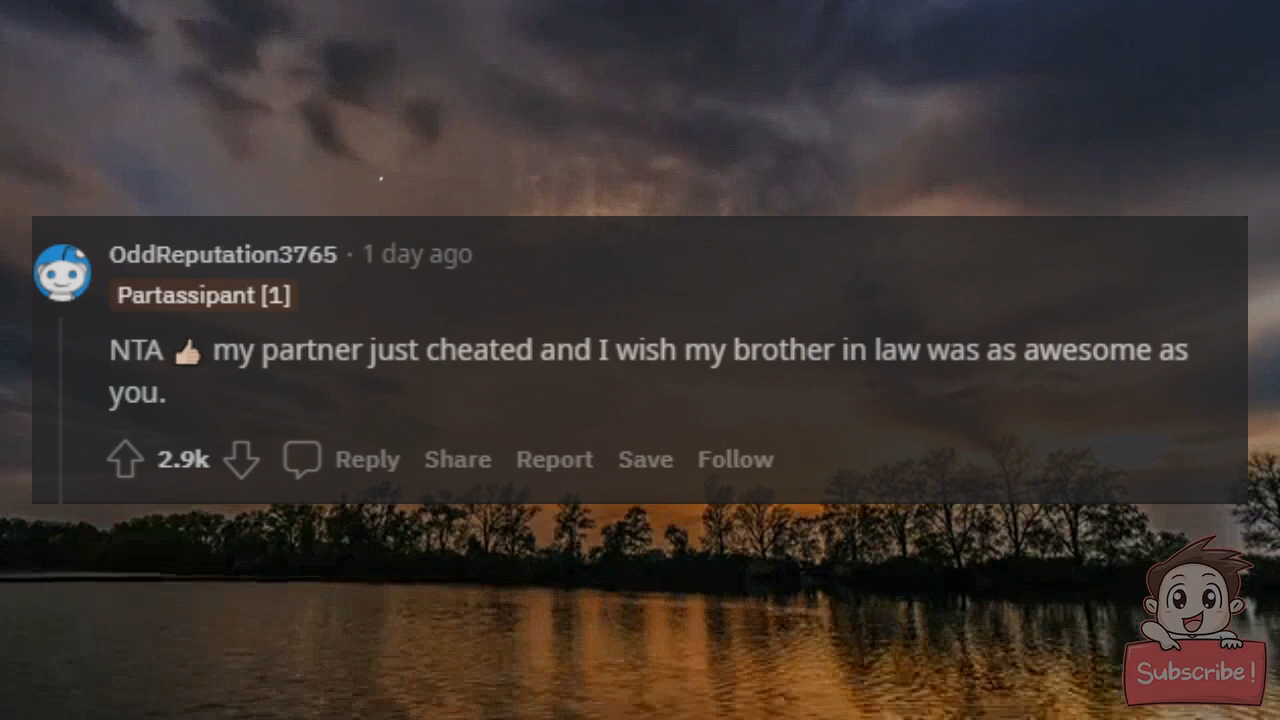 OddReputation3765 · 1 day ago
Partassipant [1]
NTA 👍🏻 my partner just cheated and I wish my brother in law was as awesome as
you.
2.9k Reply Share Report Save Follow
Subscribe!